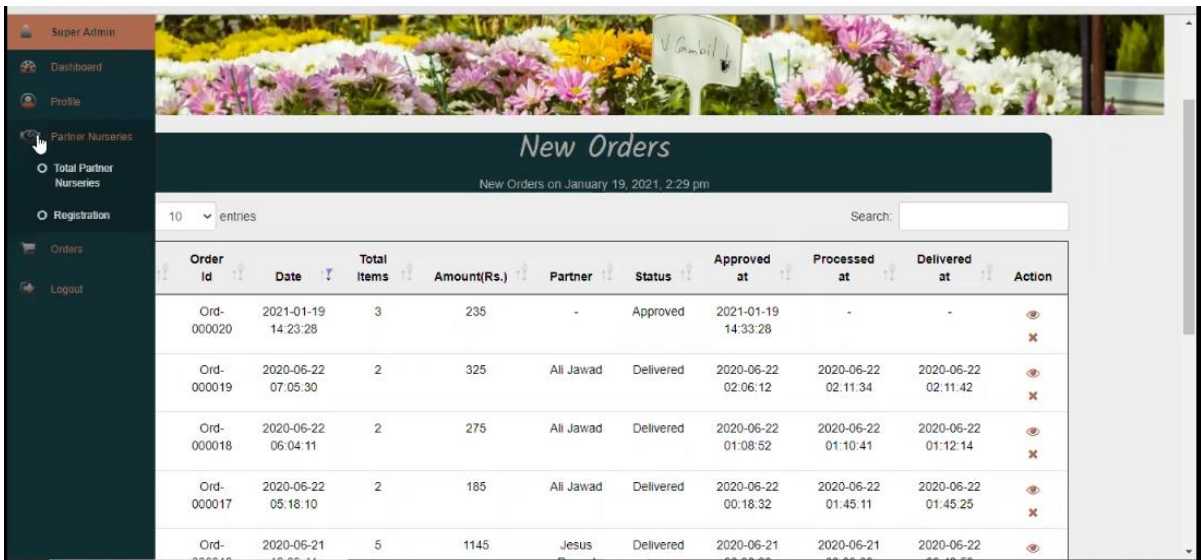 Super Admin
Dashboard
Profile
Partner Nurseries
Total Partner
Nurseries
Registration
Orders
Logout
New Orders
New Orders on January 19, 2021, 2:29 pm
10 entries
Search:
Order Id Date Total Items Amount(Rs.) Partner Status Approved at Processed at Delivered at Action
Ord- 2021-01-19 3 235 - Approved 2021-01-19 - -
000020 14:23:28 14:33:28
Ord- 2020-06-22 2 325 Ali Jawad Delivered 2020-06-22 2020-06-22 2020-06-22
000019 07:05:30 02:06:12 02:11:34 02:11:42
Ord- 2020-06-22 2 275 Ali Jawad Delivered 2020-06-22 2020-06-22 2020-06-22
000018 06:04:11 01:08:52 01:10:41 01:12:14
Ord- 2020-06-22 2 185 Ali Jawad Delivered 2020-06-22 2020-06-22 2020-06-22
000017 05:18:10 00:18:32 01:45:11 01:45:25
Ord- 2020-06-21 5 1145 Jesus Delivered 2020-06-21 2020-06-21 2020-06-22